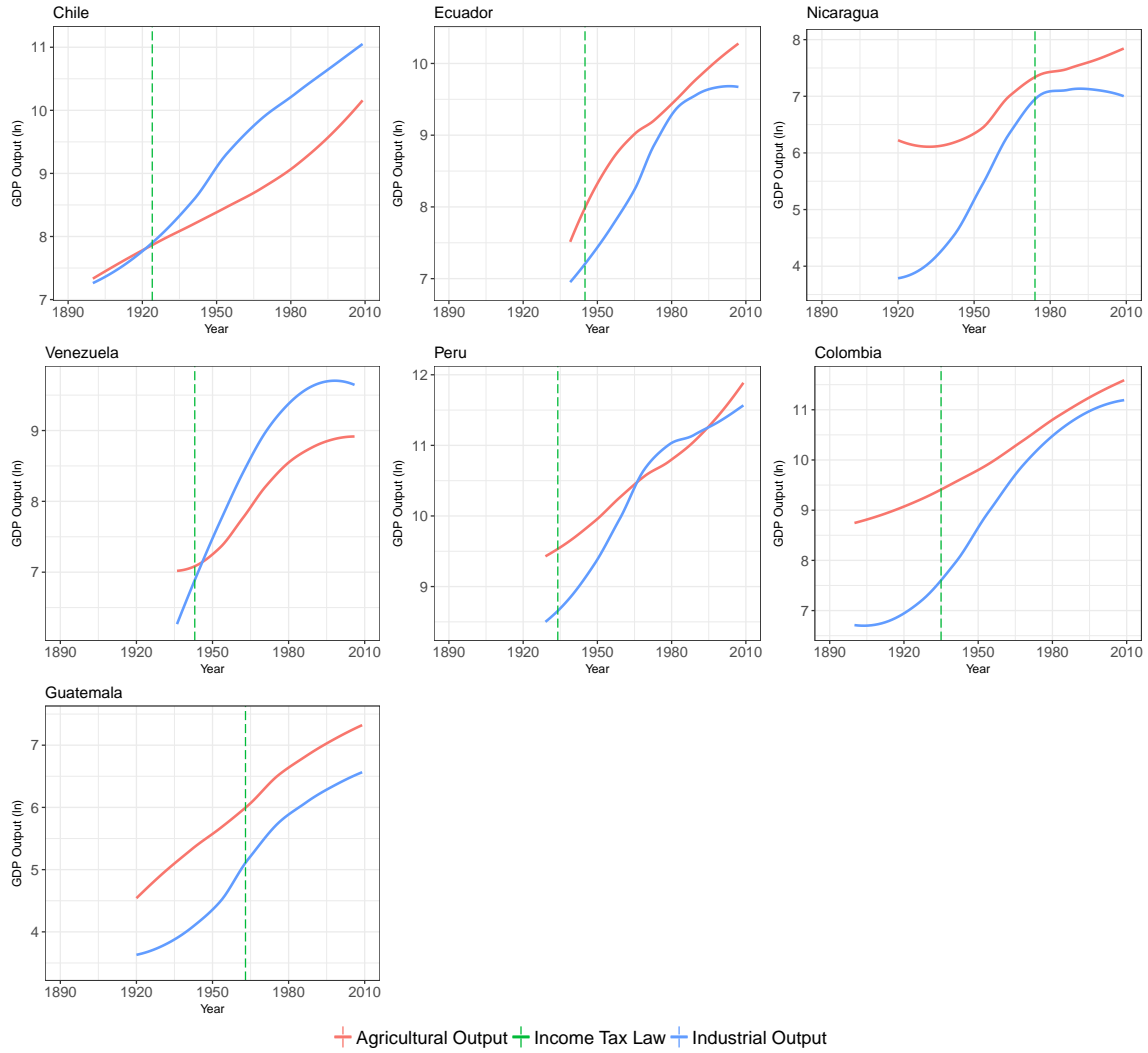 Chile
GDP Output (ln)
11
10
9
8
7
1890 1920 1950 1980 2010
Year
Ecuador
GDP Output (ln)
10
9
8
7
1890 1920 1950 1980 2010
Year
Nicaragua
GDP Output (ln)
8
7
6
5
4
1890 1920 1950 1980 2010
Year
Venezuela
GDP Output (ln)
9
8
7
1890 1920 1950 1980 2010
Year
Peru
GDP Output (ln)
12
11
10
9
1890 1920 1950 1980 2010
Year
Colombia
GDP Output (ln)
11
10
9
8
7
1890 1920 1950 1980 2010
Year
Guatemala
GDP Output (ln)
7
6
5
4
1890 1920 1950 1980 2010
Year
Agricultural Output Income Tax Law Industrial Output